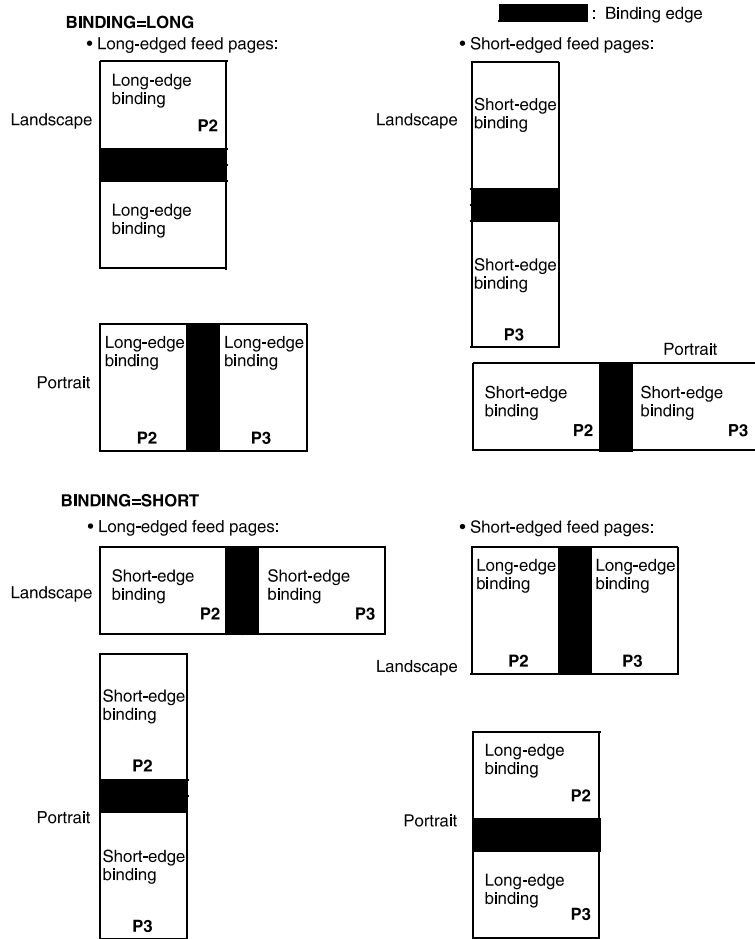 BINDING=LONG
: Binding edge
• Long-edged feed pages:
Landscape
Long-edge
binding
P2
Long-edge
binding
Portrait
Long-edge
binding
P2
Long-edge
binding
P3
• Short-edged feed pages:
Landscape
Short-edge
binding
Short-edge
binding
P3
Portrait
Short-edge
binding
P2
Short-edge
binding
P3
BINDING=SHORT
• Long-edged feed pages:
Landscape
Short-edge
binding
P2
Short-edge
binding
P3
Portrait
Short-edge
binding
P2
Short-edge
binding
P3
• Short-edged feed pages:
Landscape
Long-edge
binding
P2
Long-edge
binding
P3
Portrait
Long-edge
binding
P2
Long-edge
binding
P3